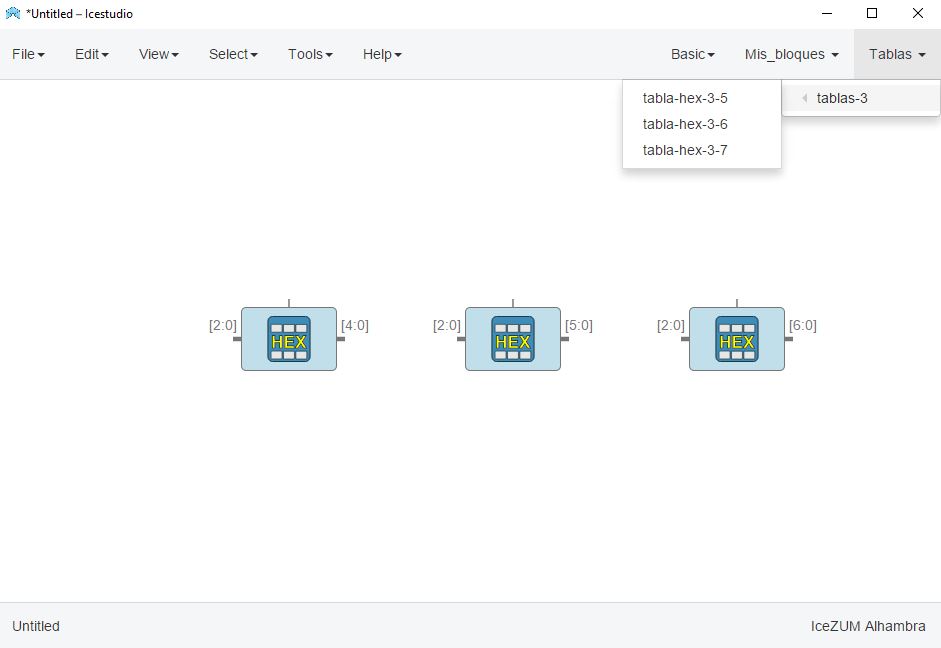 *Untitled – Icestudio
File Edit View Select Tools Help Basic Mis_bloques Tablas
tabla-hex-3-5 tablas-3
tabla-hex-3-6
tabla-hex-3-7
[2:0] [4:0] [2:0] [5:0] [2:0] [6:0]
HEX HEX HEX
Untitled IceZUM Alhambra